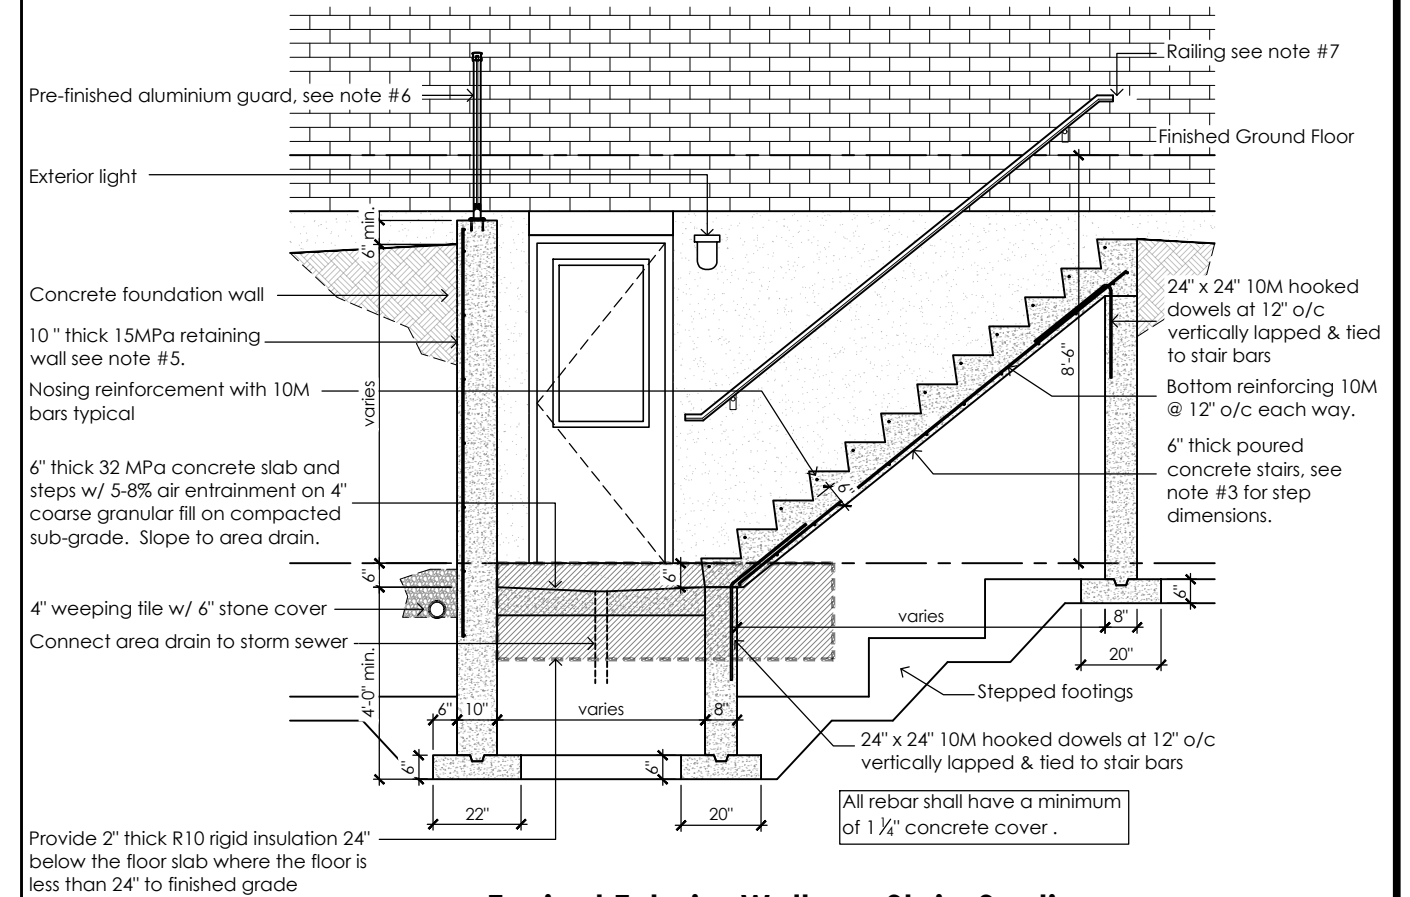 Railing see note #7
Pre-finished aluminium guard, see note #6
Finished Ground Floor
Exterior light
6" min.
Concrete foundation wall
24" x 24" 10M hooked
dowels at 12" o/c
vertically lapped & tied
to stair bars
10 " thick 15MPa retaining
wall see note #5.
8'-6"
Nosing reinforcement with 10M
bars typical
varies
Bottom reinforcing 10M
@ 12" o/c each way.
6" thick poured
concrete stairs, see
note #3 for step
dimensions.
6" thick 32 MPa concrete slab and
steps w/ 5-8% air entrainment on 4"
coarse granular fill on compacted
sub-grade.  Slope to area drain.
6"
6"
6"
6"
4" weeping tile w/ 6" stone cover
varies
8"
Connect area drain to storm sewer
20"
4'-0" min.
Stepped footings
6"
10"
varies
8"
24" x 24" 10M hooked dowels at 12" o/c
vertically lapped & tied to stair bars
6"
6"
22"
20"
All rebar shall have a minimum
of 1 ¼" concrete cover .
Provide 2" thick R10 rigid insulation 24"
below the floor slab where the floor is
less than 24" to finished grade